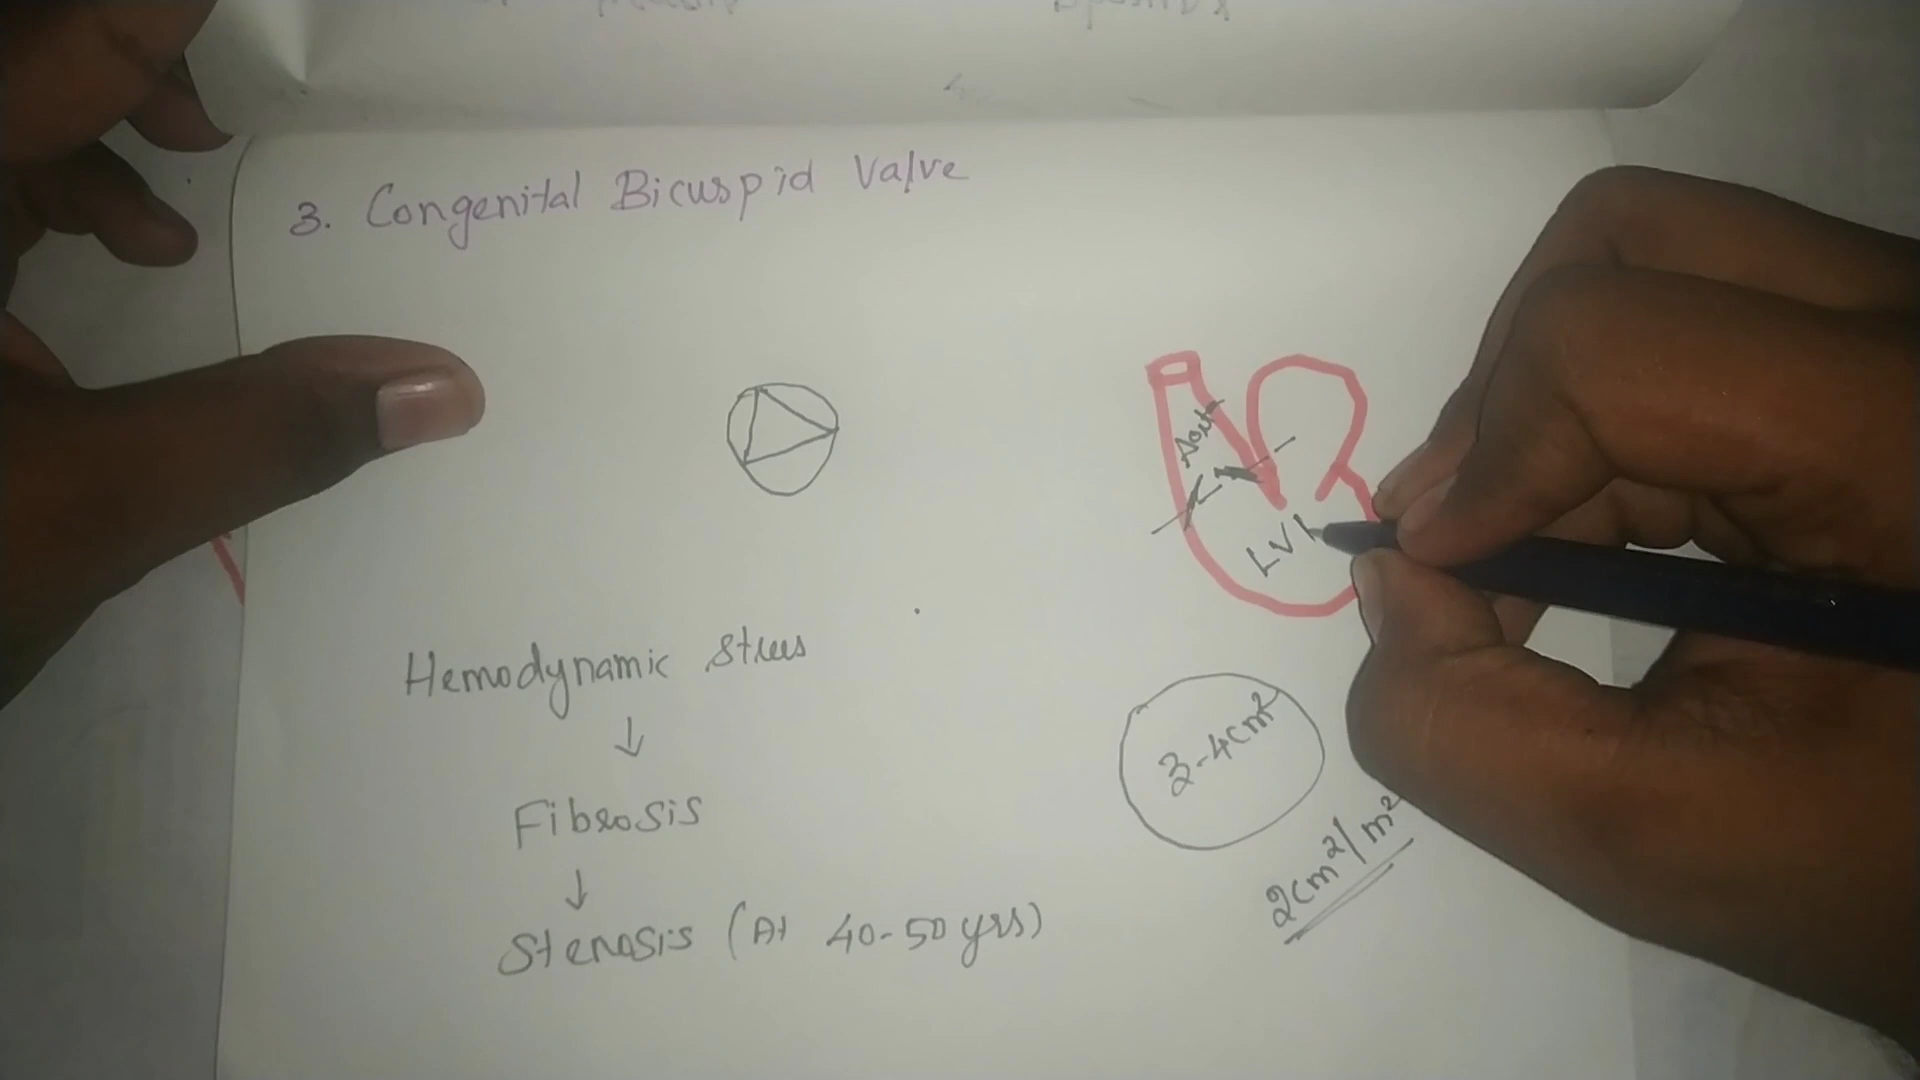 3. Congenital Bicuspid Valve
Aorta
LV
Hemodynamic stress
↓
3-4cm²
Fibrosis
2cm²/m²
↓
Stenosis (At 40-50 yrs)